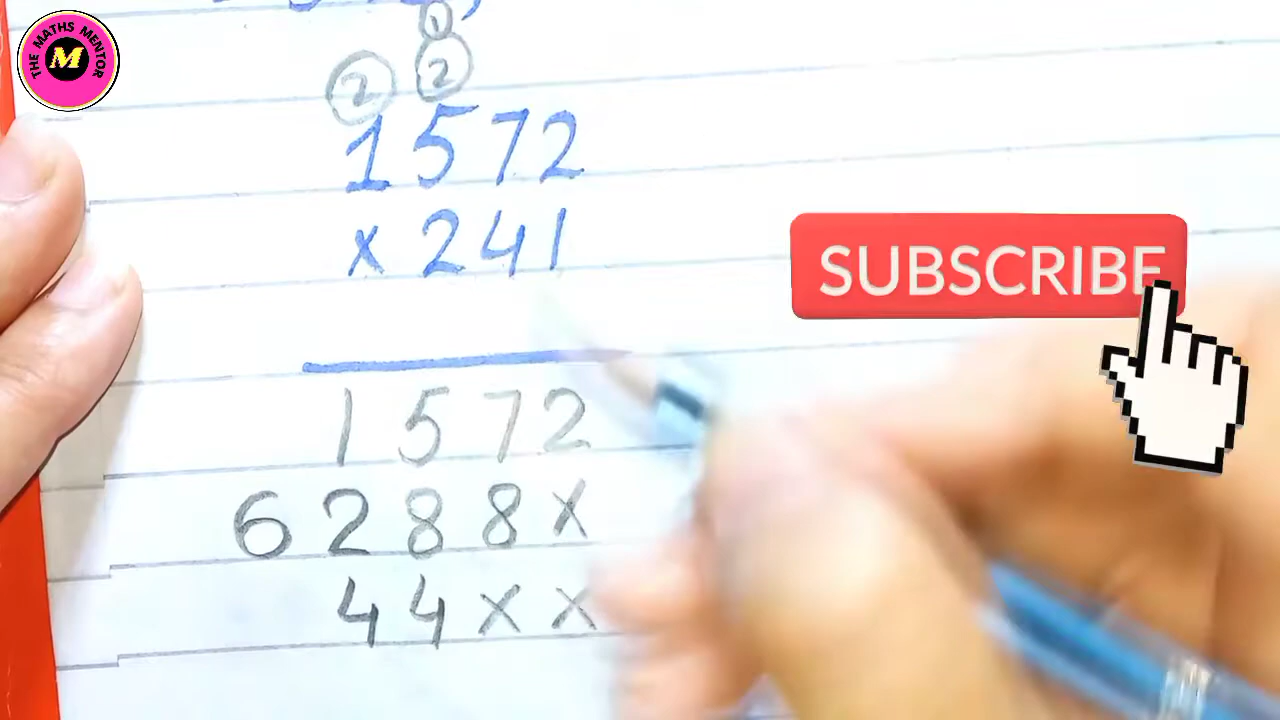 THE MATHS MENTOR
M
1
2 2
1572
x 241
SUBSCRIBE
1572
6288x
44xx